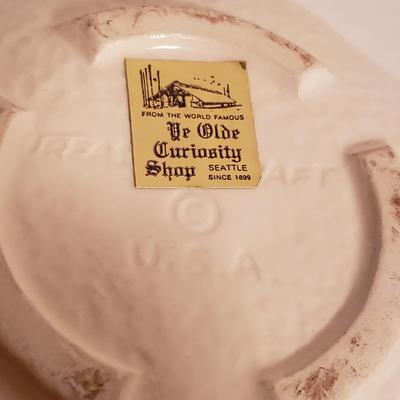 FROM THE WORLD FAMOUS
Ye Olde
Curiosity
Shop SEATTLE
SINCE 1899
©
U.S.A